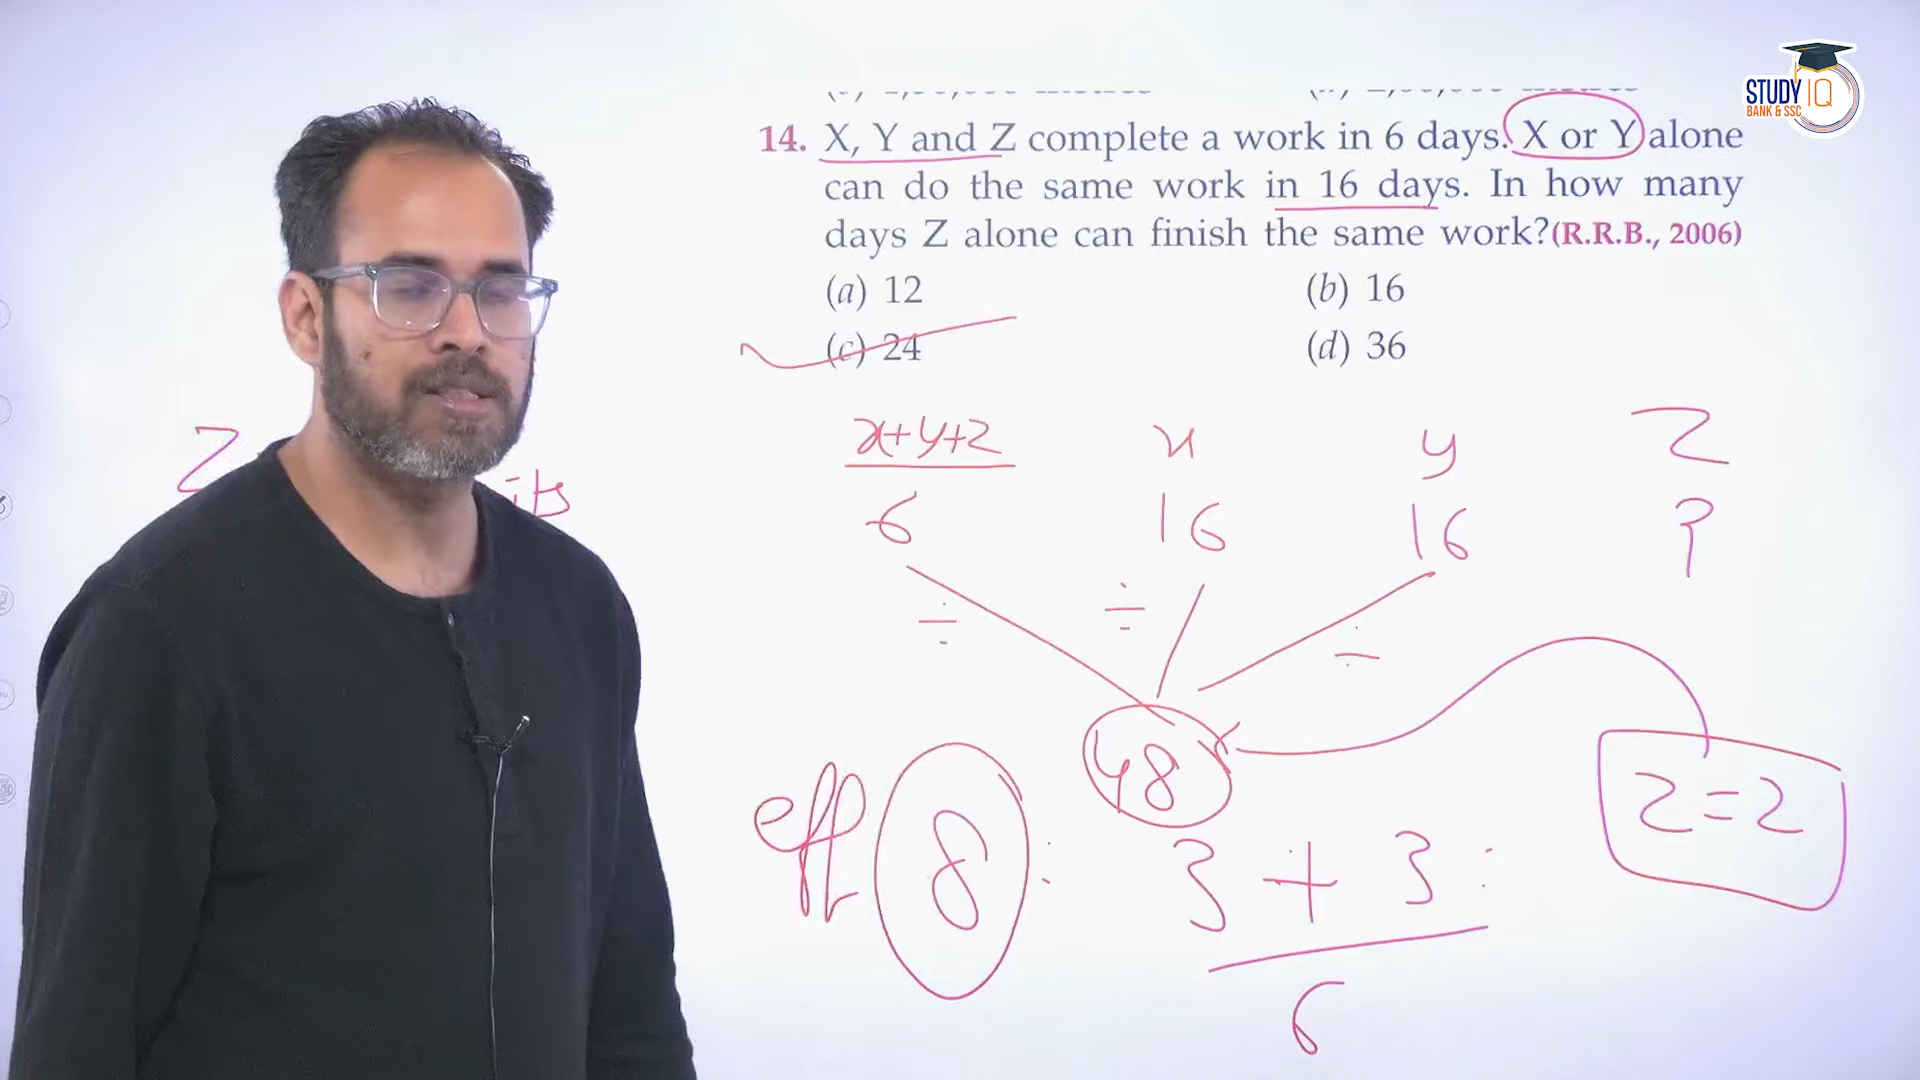 STUDY IQ
BANK & SSC
14. X, Y and Z complete a work in 6 days. X or Y alone
can do the same work in 16 days. In how many
days Z alone can finish the same work? (R.R.B., 2006)
(a) 12 (b) 16
(c) 24 (d) 36
x+y+z x y Z
6 16 16 ?
Z
its
÷ ÷ ÷
48
eff 8 : 3 + 3 :
z=2
6